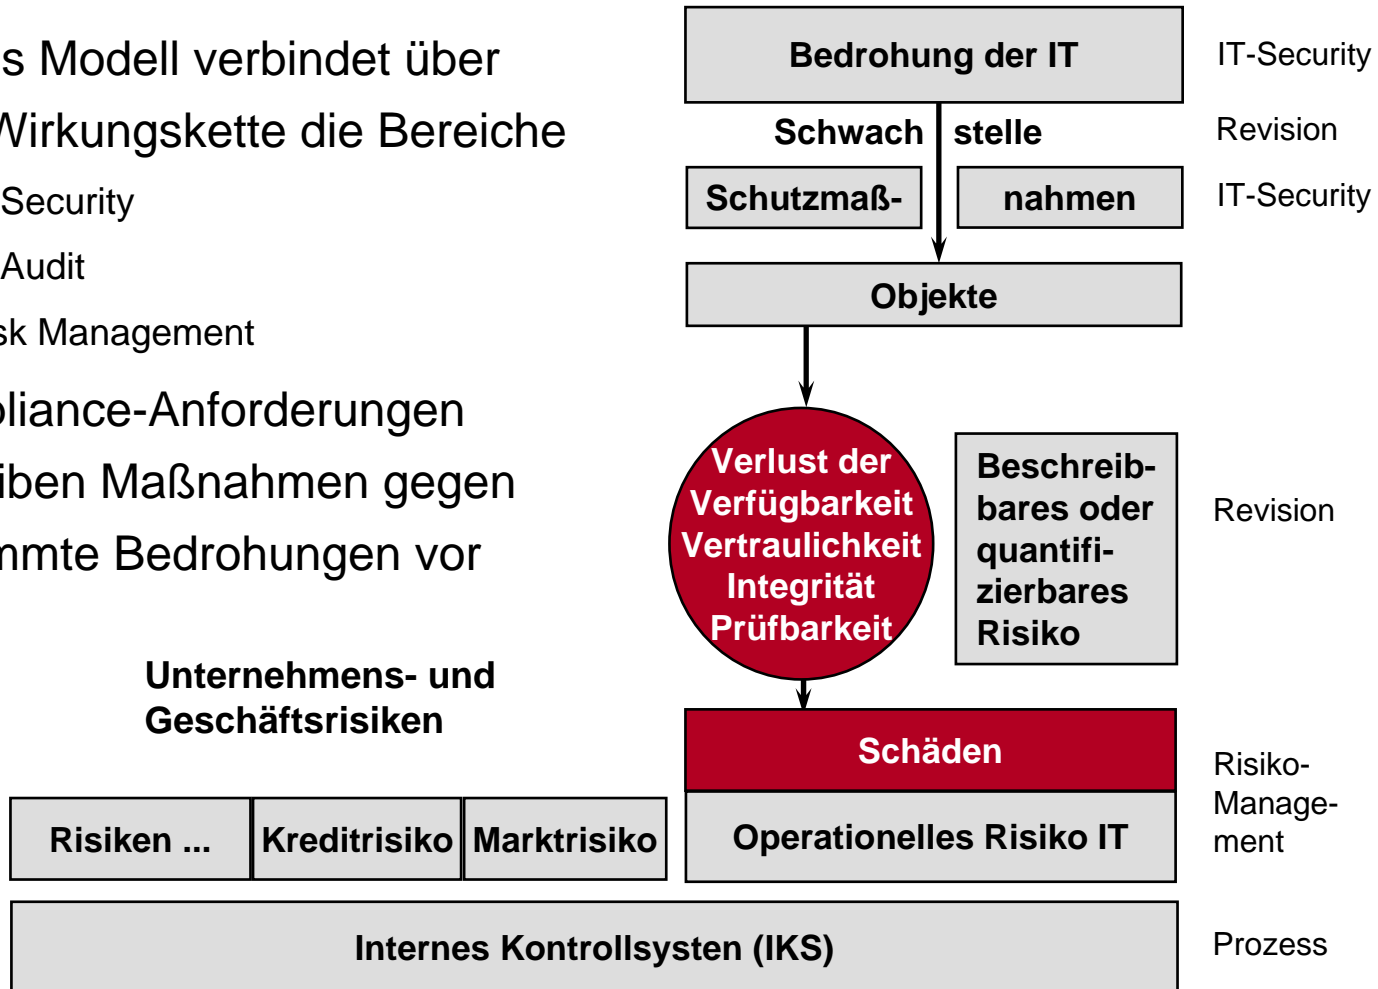 s Modell verbindet über
Wirkungskette die Bereiche
Security
Audit
sk Management
pliance-Anforderungen
iben Maßnahmen gegen
mmte Bedrohungen vor
Bedrohung der IT
IT-Security
Schwach stelle
Revision
Schutzmaß- nahmen
IT-Security
Objekte
Verlust der
Verfügbarkeit
Vertraulichkeit
Integrität
Prüfbarkeit
Beschreib-
bares oder
quantifi-
zierbares
Risiko
Revision
Unternehmens- und
Geschäftsrisiken
Schäden
Risiko-
Manage-
ment
Risiken ...
Kreditrisiko
Marktrisiko
Operationelles Risiko IT
Internes Kontrollsysten (IKS)
Prozess